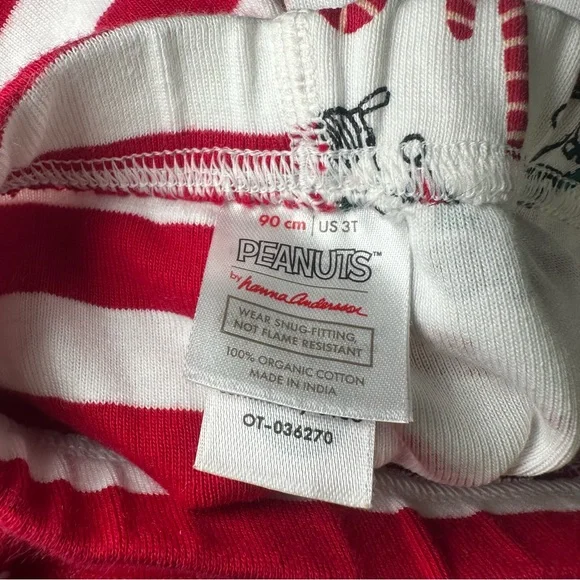 90 cm | US 3T
PEANUTS™
by hanna Andersson
WEAR SNUG-FITTING,
NOT FLAME RESISTANT
100% ORGANIC COTTON
MADE IN INDIA
OT-036270